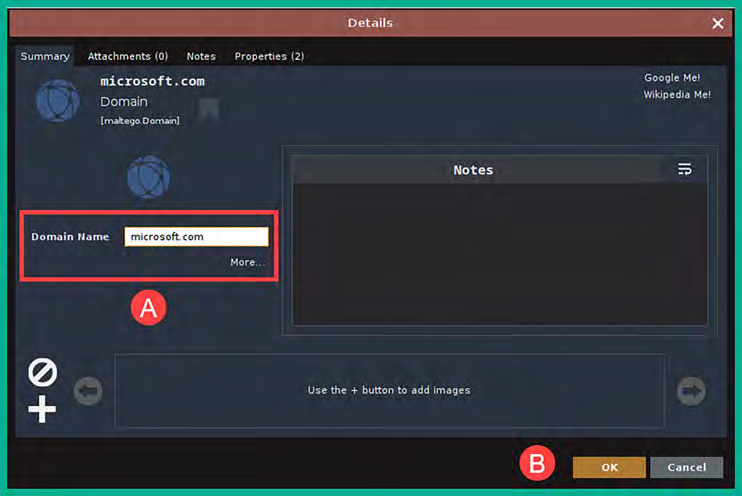 Details
Summary Attachments (0) Notes Properties (2)
microsoft.com
Domain
[maltego.Domain]
Google Me!
Wikipedia Me!
Notes
Domain Name microsoft.com
More...
A
Use the + button to add images
B
OK Cancel